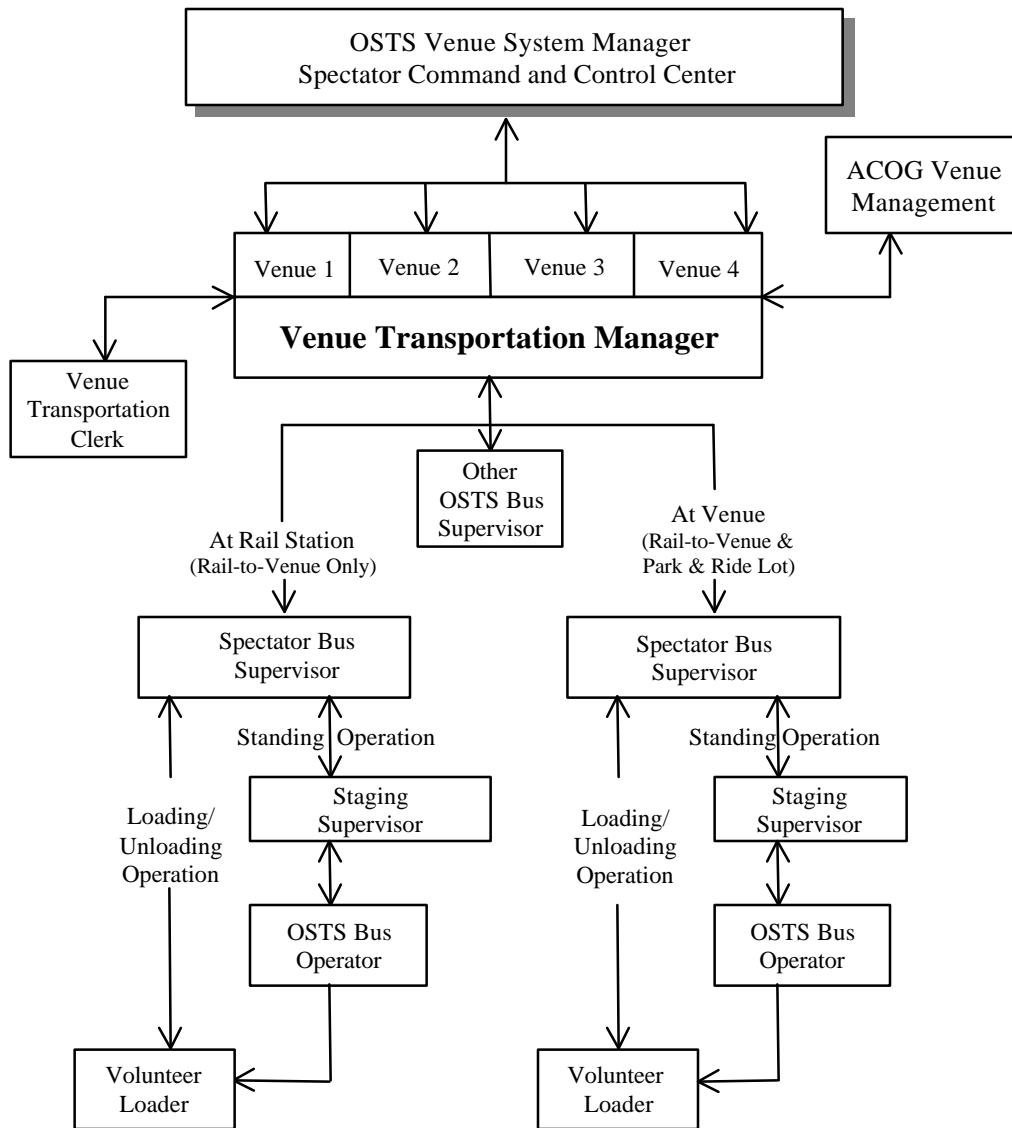 OSTS Venue System Manager
Spectator Command and Control Center
ACOG Venue
Management
Venue 1
Venue 2
Venue 3
Venue 4
Venue Transportation Manager
Venue
Transportation
Clerk
Other
OSTS Bus
Supervisor
At Rail Station
(Rail-to-Venue Only)
At Venue
(Rail-to-Venue &
Park & Ride Lot)
Spectator Bus
Supervisor
Standing Operation
Staging
Supervisor
Loading/
Unloading
Operation
OSTS Bus
Operator
Volunteer
Loader
Spectator Bus
Supervisor
Standing Operation
Staging
Supervisor
Loading/
Unloading
Operation
OSTS Bus
Operator
Volunteer
Loader